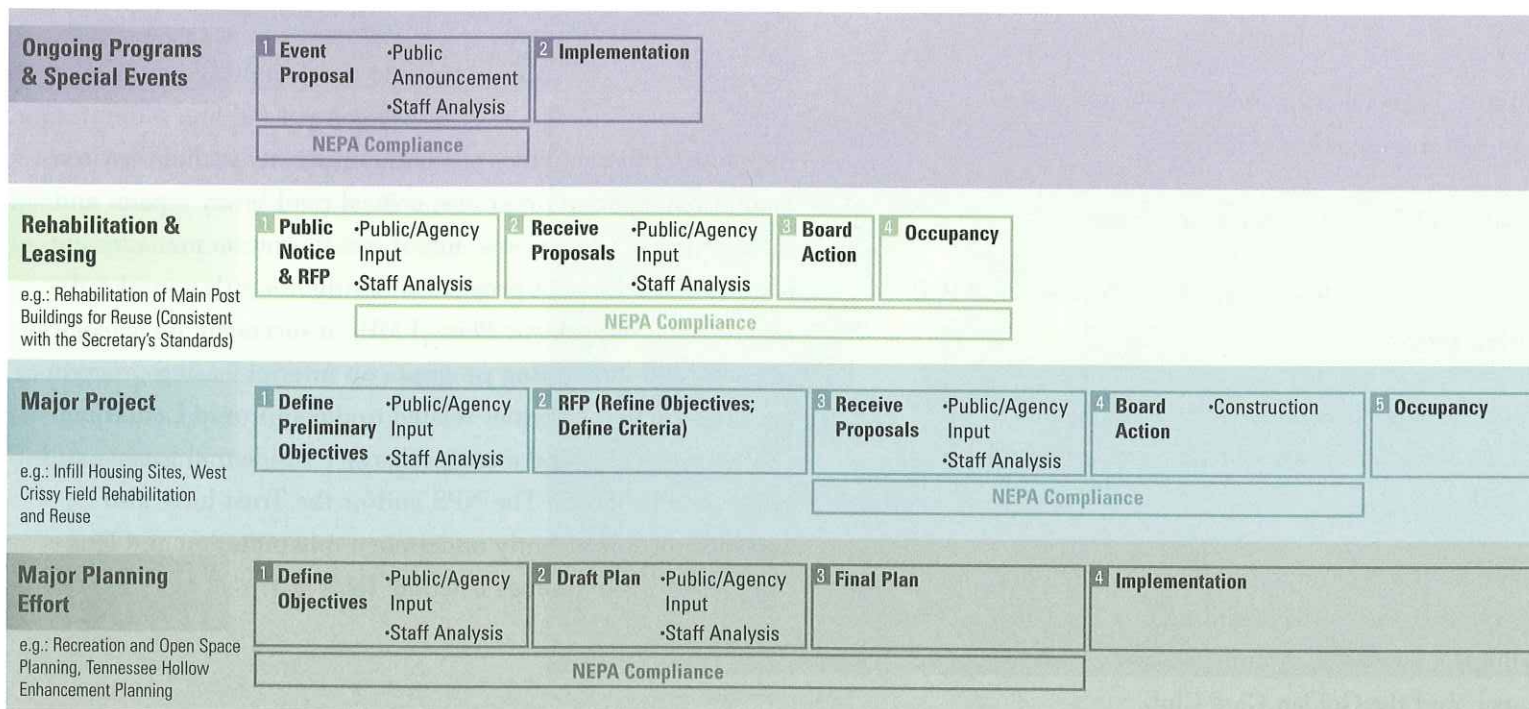 Ongoing Programs
& Special Events
1 Event
Proposal
•Public
Announcement
•Staff Analysis
2 Implementation
NEPA Compliance
Rehabilitation &
Leasing
e.g.: Rehabilitation of Main Post
Buildings for Reuse (Consistent
with the Secretary's Standards)
1 Public
Notice
& RFP
•Public/Agency
Input
•Staff Analysis
2 Receive
Proposals
•Public/Agency
Input
•Staff Analysis
3 Board
Action
4 Occupancy
NEPA Compliance
Major Project
e.g.: Infill Housing Sites, West
Crissy Field Rehabilitation
and Reuse
1 Define
Preliminary
Objectives
•Public/Agency
Input
•Staff Analysis
2 RFP (Refine Objectives;
Define Criteria)
3 Receive
Proposals
•Public/Agency
Input
•Staff Analysis
4 Board
Action
•Construction
5 Occupancy
NEPA Compliance
Major Planning
Effort
e.g.: Recreation and Open Space
Planning, Tennessee Hollow
Enhancement Planning
1 Define
Objectives
•Public/Agency
Input
•Staff Analysis
2 Draft Plan
•Public/Agency
Input
•Staff Analysis
3 Final Plan
4 Implementation
NEPA Compliance